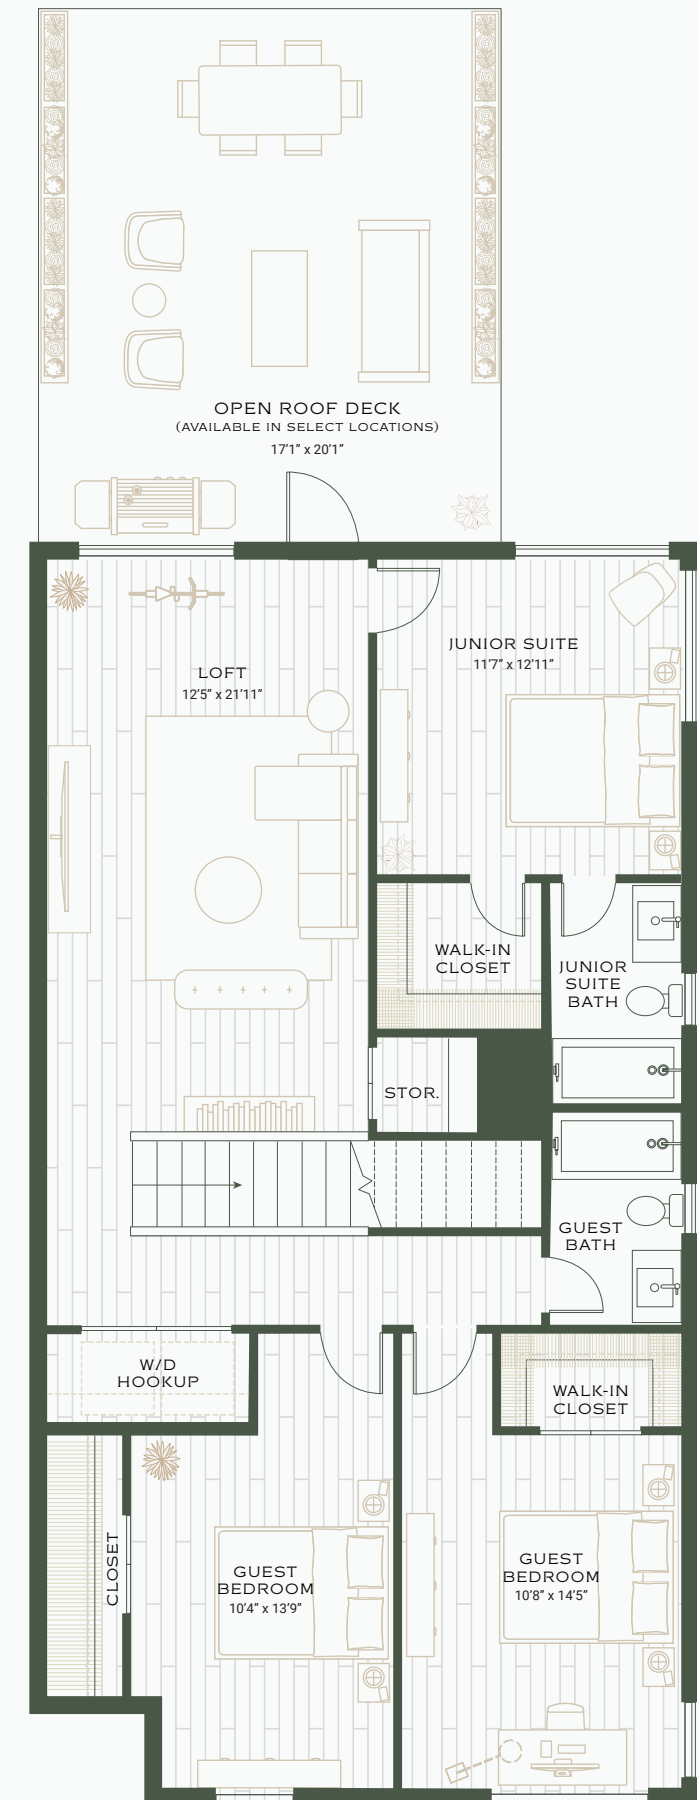 OPEN ROOF DECK
(AVAILABLE IN SELECT LOCATIONS)
17'1" x 20'1"
JUNIOR SUITE
11'7" x 12'11"
LOFT
12'5" x 21'11"
WALK-IN
CLOSET
JUNIOR
SUITE
BATH
STOR.
GUEST
BATH
W/D
HOOKUP
WALK-IN
CLOSET
CLOSET
GUEST
BEDROOM
10'4" x 13'9"
GUEST
BEDROOM
10'8" x 14'5"